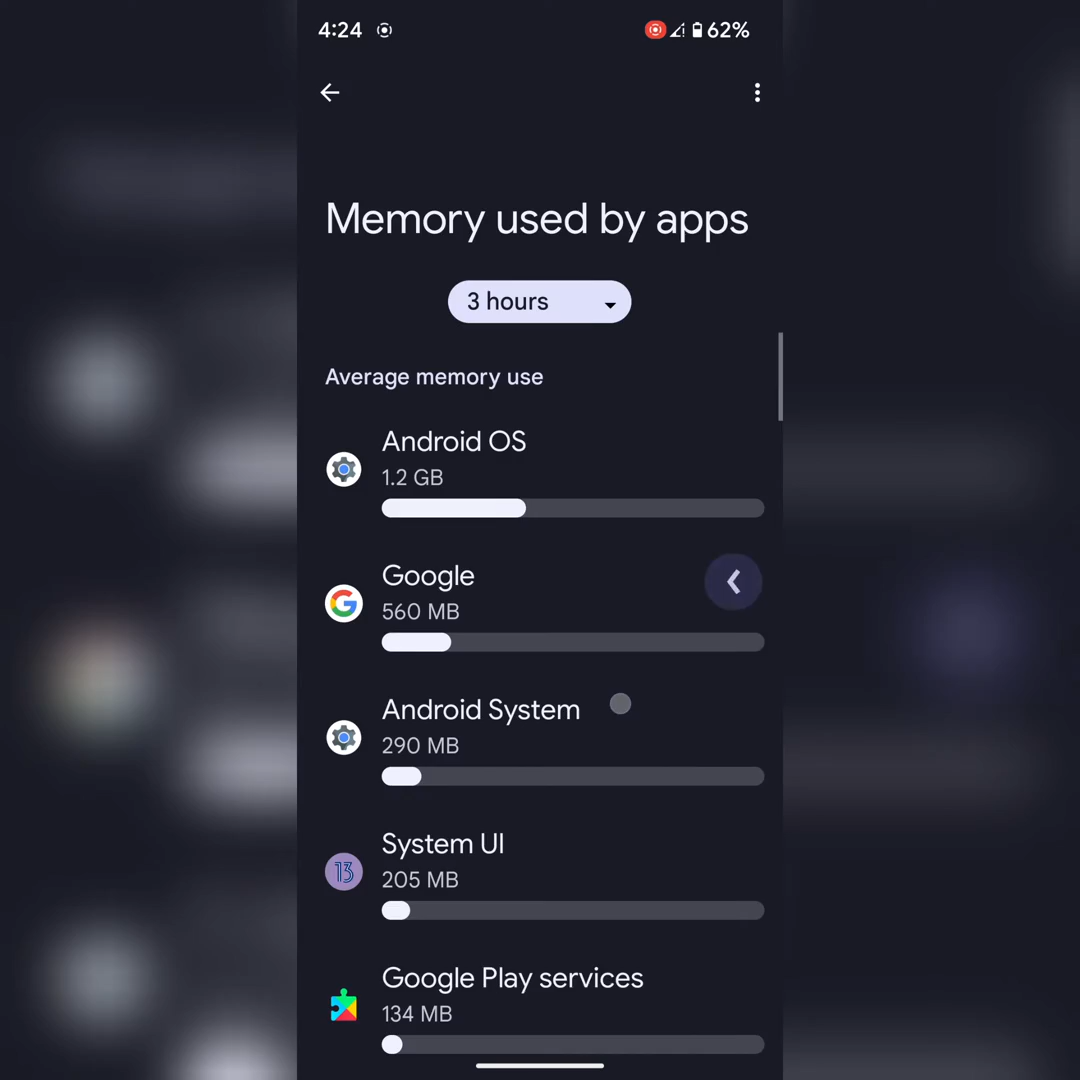 4:24 62%
Memory used by apps
3 hours
Average memory use
Android OS
1.2 GB
Google
560 MB
Android System
290 MB
System UI
13
205 MB
Google Play services
134 MB